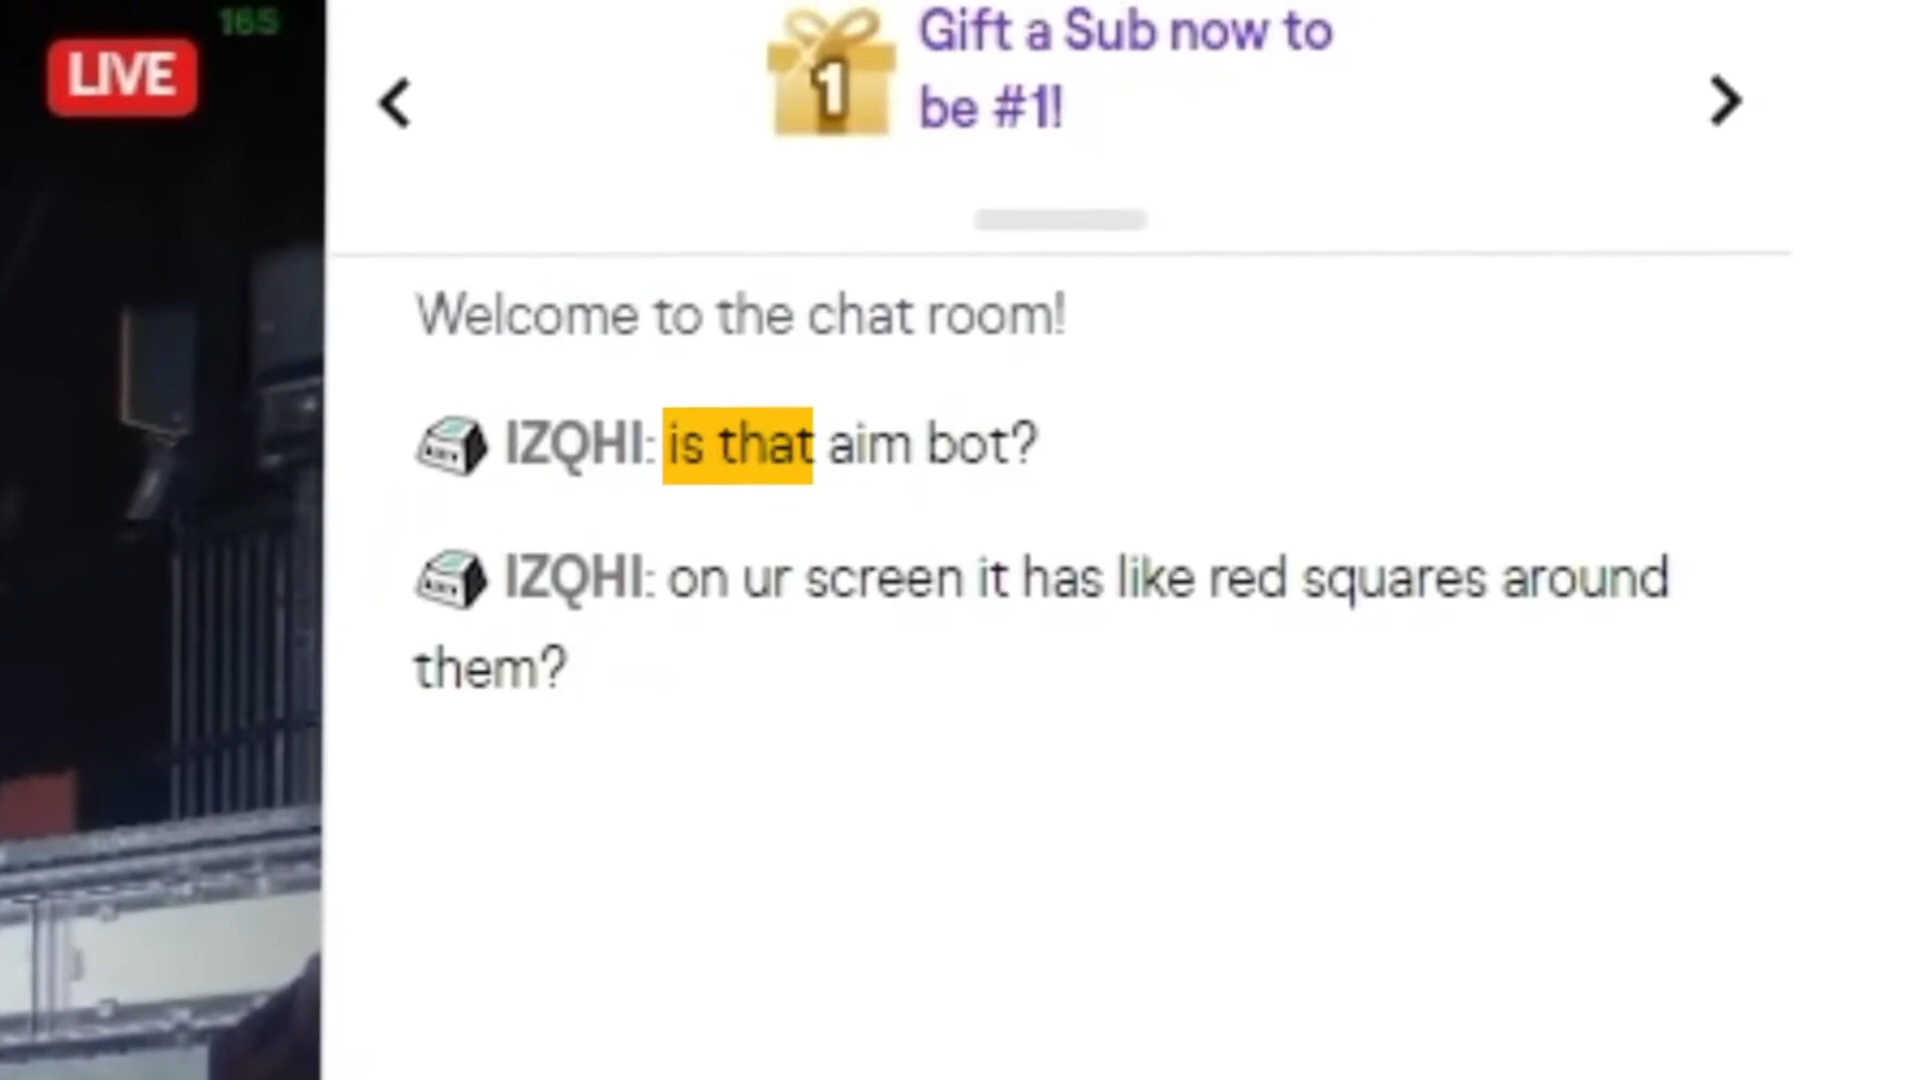 165
LIVE
1
Gift a Sub now to
be #1!
Welcome to the chat room!
IZQHI: is that aim bot?
IZQHI: on ur screen it has like red squares around
them?